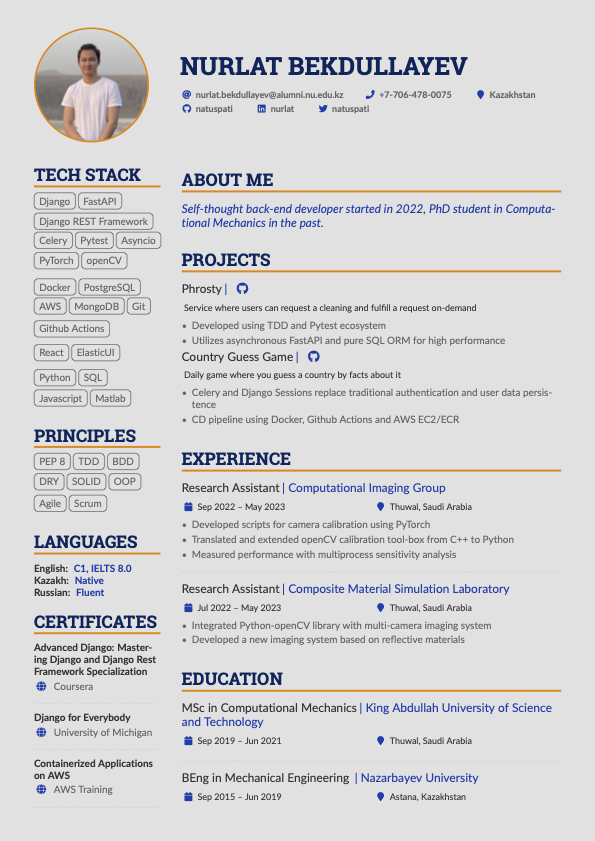 NURLAT BEKDULLAYEV
nurlat.bekdullayev@alumni.nu.edu.kz +7-706-478-0075 Kazakhstan
natuspati nurlat natuspati
TECH STACK
Django FastAPI
Django REST Framework
Celery Pytest Asyncio
PyTorch openCV
Docker PostgreSQL
AWS MongoDB Git
Github Actions
React ElasticUI
Python SQL
Javascript Matlab
PRINCIPLES
PEP 8 TDD BDD
DRY SOLID OOP
Agile Scrum
LANGUAGES
English: C1, IELTS 8.0
Kazakh: Native
Russian: Fluent
CERTIFICATES
Advanced Django: Master-
ing Django and Django Rest
Framework Specialization
Coursera
Django for Everybody
University of Michigan
Containerized Applications
on AWS
AWS Training
ABOUT ME
Self-thought back-end developer started in 2022, PhD student in Computa-
tional Mechanics in the past.
PROJECTS
Phrosty |
Service where users can request a cleaning and fulfill a request on-demand
• Developed using TDD and Pytest ecosystem
• Utilizes asynchronous FastAPI and pure SQL ORM for high performance
Country Guess Game |
Daily game where you guess a country by facts about it
• Celery and Django Sessions replace traditional authentication and user data persis-
tence
• CD pipeline using Docker, Github Actions and AWS EC2/ECR
EXPERIENCE
Research Assistant | Computational Imaging Group
Sep 2022 – May 2023 Thuwal, Saudi Arabia
• Developed scripts for camera calibration using PyTorch
• Translated and extended openCV calibration tool-box from C++ to Python
• Measured performance with multiprocess sensitivity analysis
Research Assistant | Composite Material Simulation Laboratory
Jul 2022 – May 2023 Thuwal, Saudi Arabia
• Integrated Python-openCV library with multi-camera imaging system
• Developed a new imaging system based on reflective materials
EDUCATION
MSc in Computational Mechanics | King Abdullah University of Science
and Technology
Sep 2019 – Jun 2021 Thuwal, Saudi Arabia
BEng in Mechanical Engineering | Nazarbayev University
Sep 2015 – Jun 2019 Astana, Kazakhstan